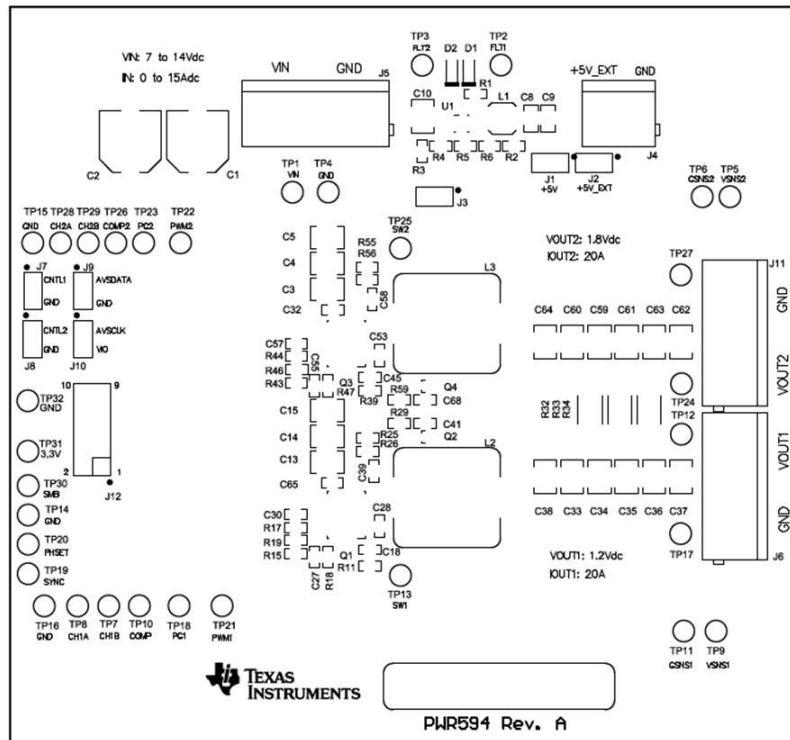 VIN: 7 to 14Vdc
IN: 0 to 15Adc
C2
C1
VIN GND
J5
TP3
FLT2
D2 D1
TP2
FLT1
R1
C10
U1
L1
C8 C9
+5V_EXT GND
J4
R3
R4 R5 R6 R2
J1
+5V
J2
+5V_EXT
J3
TP1
VIN
TP4
GND
TP6
CSNS2
TP5
VSNS2
TP15
GND
TP28
CH2A
TP29
CH2B
TP26
COMP2
TP23
PG2
TP22
PWM2
TP25
SW2
C5
C4
C3
C32
R55
R56
C58
L3
VOUT2: 1.8Vdc
IOUT2: 20A
TP27
J11
GND
VOUT2
J7
CNTL1
GND
J9
AVSDATA
GND
CNTL2
GND
J8
AVSCLK
VIO
J10
C64 C60 C59 C61 C63 C62
C57
R44
R46
R43
C55
C53
Q3
R47
C45
R39
R59
Q4
C68
R29
C41
Q2
R32
R33
R34
TP24
TP12
TP32
GND
10 9
2 1
J12
TP31
3.3V
TP30
SMB
TP14
GND
TP20
PHSET
TP19
SYNC
C15
C14
C13
C65
R25
R26
C39
L2
VOUT1
GND
J6
C38 C33 C34 C35 C36 C37
C30
R17
R19
R15
C28
Q1
C18
R11
C27
R18
TP13
SW1
TP17
VOUT1: 1.2Vdc
IOUT1: 20A
TP16
GND
TP8
CH1A
TP7
CH1B
TP10
COMP
TP18
PG1
TP21
PWM1
TP11
CSNS1
TP9
VSNS1
TEXAS
INSTRUMENTS
PWR594 Rev. A